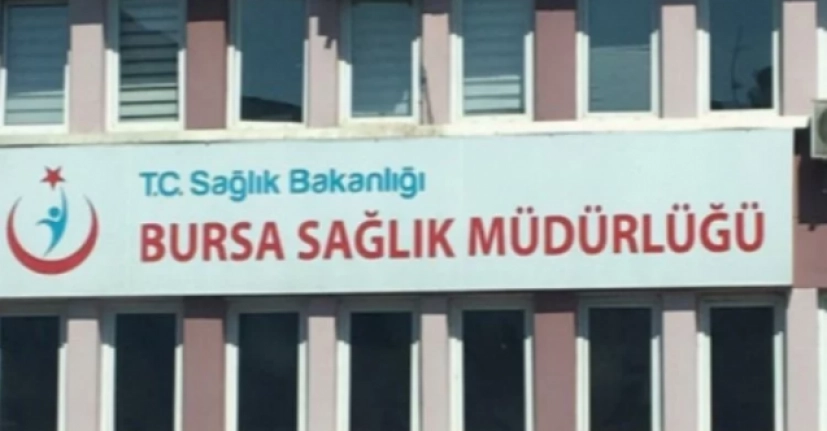 T.C. Sağlık Bakanlığı
BURSA SAĞLIK MÜDÜRLÜĞÜ